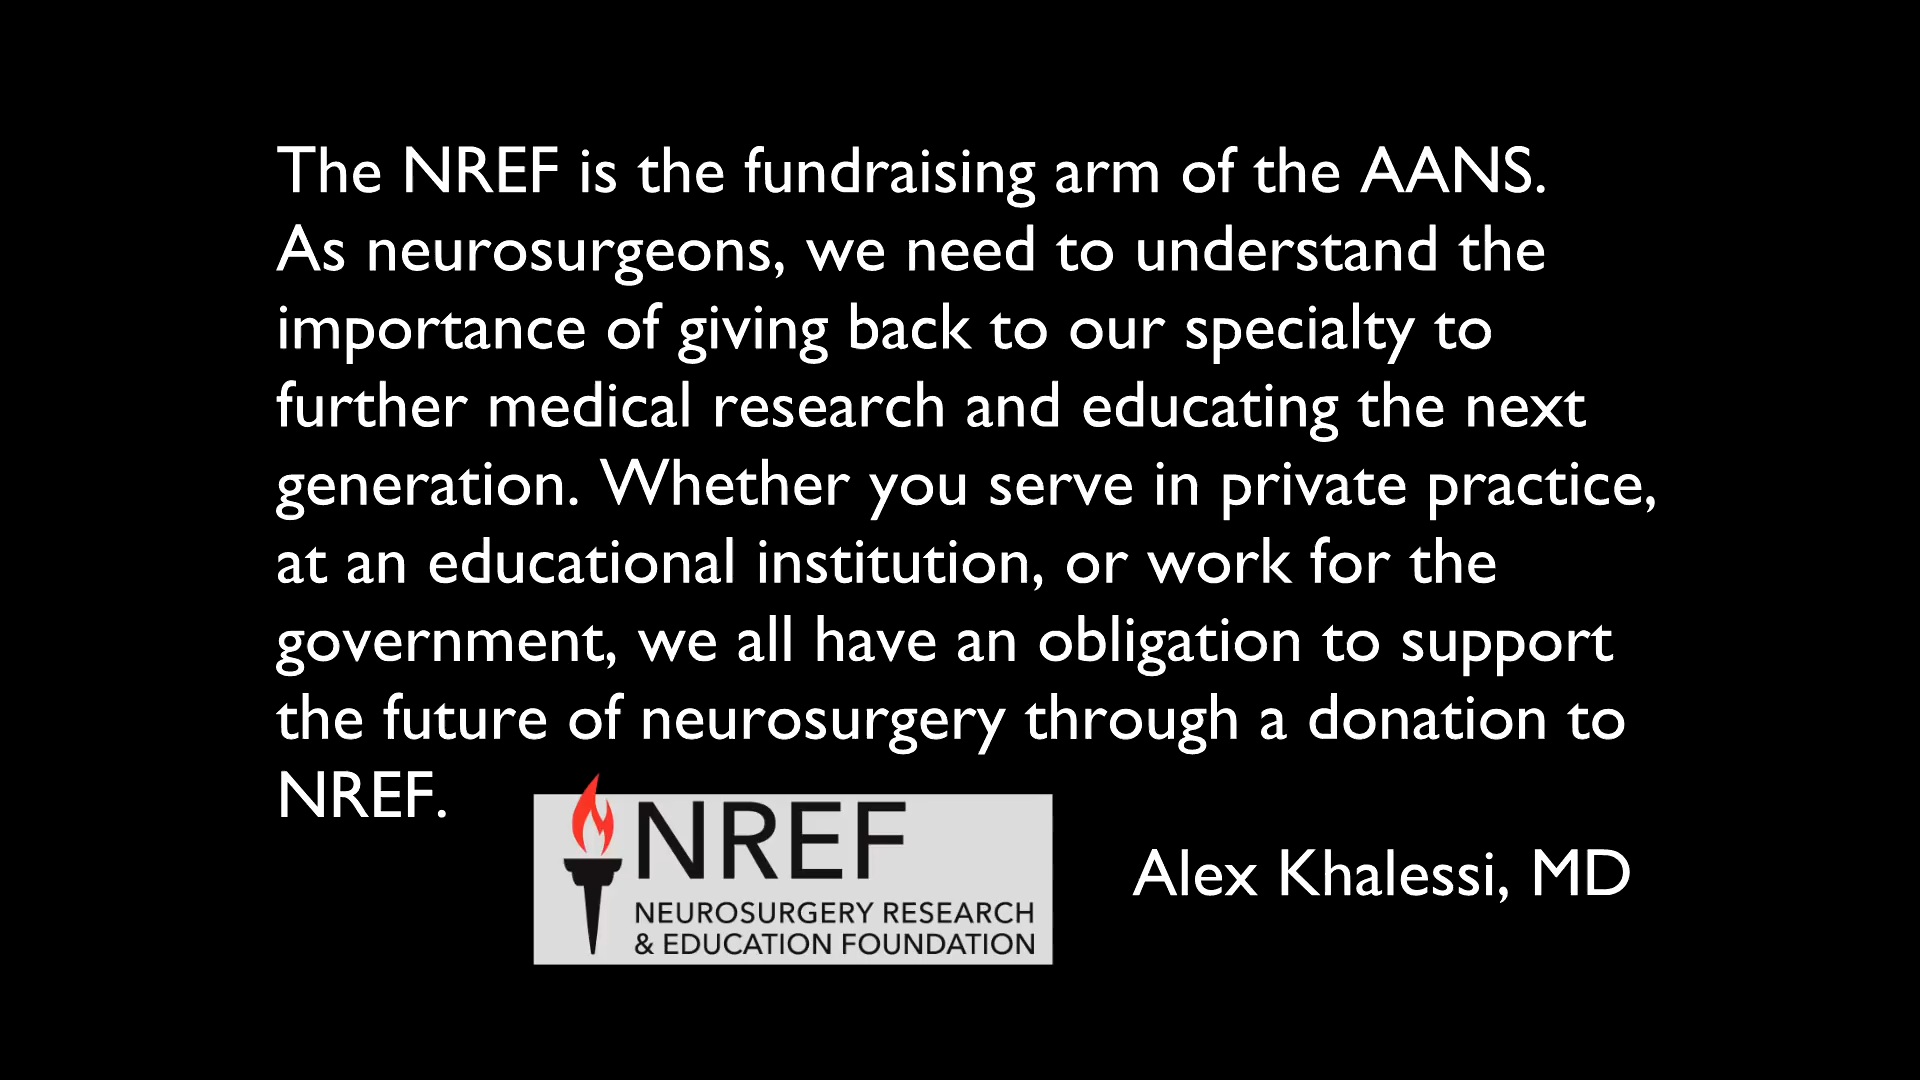 The NREF is the fundraising arm of the AANS.
As neurosurgeons, we need to understand the
importance of giving back to our specialty to
further medical research and educating the next
generation. Whether you serve in private practice,
at an educational institution, or work for the
government, we all have an obligation to support
the future of neurosurgery through a donation to
NREF.
NREF
NEUROSURGERY RESEARCH
& EDUCATION FOUNDATION
Alex Khalessi, MD